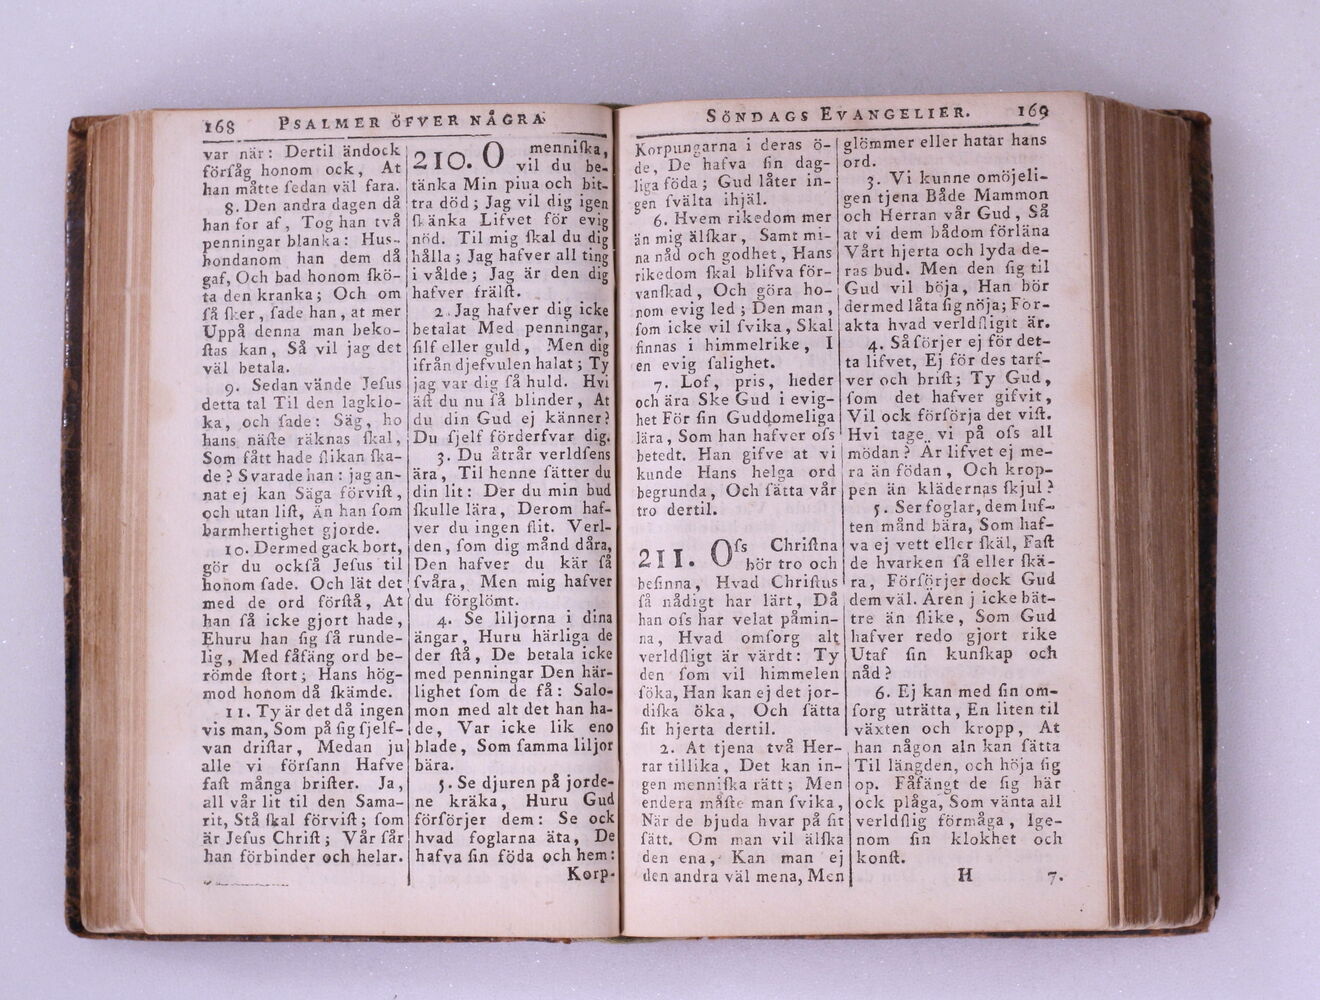 168 PSALMER ÖFVER NÅGRA
var när: Dertil ändock
förſåg honom ock, At
han måtte ſedan väl fara.
8. Den andra dagen då
han for af, Tog han två
penningar blanka: Hus-
bondanom han dem då
gaf, Och bad honom ſkö-
ta den kranka; Och om
ſå ſker, ſade han, at mer
Uppå denna man beko-
ſtas kan, Så vil jag det
väl betala.
9. Sedan vände Jeſus
detta tal Til den lagklo-
ka, och ſade: Säg, ho
hans näſte räknas ſkal,
Som fått hade ſlikan ſka-
de? Svarade han: jag an-
nat ej kan Säga förviſt,
och utan liſt, Än han ſom
barmhertighet gjorde.
10. Dermed gack bort,
gör du ockſå Jeſus til
honom ſade. Och lät det
med de ord förſtå, At
han ſå icke gjort hade,
Ehuru han ſig ſå runde-
lig, Med fåfäng ord be-
römde ſtort; Hans hög-
mod honom då ſkämde.
11. Ty är det då ingen
vis man, Som på ſig ſjelf-
van driſtar, Medan ju
alle vi förſann Hafve
faſt många briſter. Ja,
all vår lit til den Sama-
rit, Stå ſkal förviſt; ſom
är Jeſus Chriſt; Vår ſår
han förbinder och helar.
210. O menniſka,
vil du be-
tänka Min pina och bit-
tra död; Jag vil dig igen
ſkänka Lifvet för evig
nöd. Til mig ſkal du dig
hålla; Jag hafver all ting
i våldе; Jag är den dig
hafver frälſt.
2. Jag hafver dig icke
betalat Med penningar,
ſilf eller guld, Men dig
ifrån djefvulen halat; Ty
jag var dig ſå huld. Hvi
äſt du nu ſå blinder, At
du din Gud ej känner?
Du ſjelf förderfvar dig.
3. Du åtrår verldſens
ära, Til henne ſätter du
din lit: Der du min bud
ſkulle lära, Derom haf-
ver du ingen flit. Verl-
den, ſom dig månd dåra,
Den hafver du kär ſå
ſvåra, Men mig hafver
du förglömt.
4. Se liljorna i dina
ängar, Huru härliga de
der ſtå, De betala icke
med penningar Den här-
lighet ſom de få: Salo-
mon med alt det han ha-
de, Var icke lik eno
blade, Som ſamma liljor
bära.
5. Se djuren på jorde-
ne kräka, Huru Gud
förſörjer dem: Se ock
hvad foglarna äta, De
hafva ſin föda och hem:
Korp-
SÖNDAGS EVANGELIER. 169
Korpungarna i deras ö-
de, De hafva ſin dag-
liga föda; Gud låter in-
gen ſvälta ihjäl.
6. Hvem rikedom mer
än mig älſkar, Samt mi-
na nåd och godhet, Hans
rikedom ſkal blifva för-
vanſkad, Och göra ho-
nom evig led; Den man,
ſom icke vil ſvika, Skal
finnas i himmelrike, I
en evig ſalighet.
7. Lof, pris, heder
och ära Ske Gud i evig-
het För ſin Guddomeliga
lära, Som han hafver oſs
betedt. Han gifve at vi
kunde Hans helga ord
begrunda, Och ſätta vår
tro dertil.
211. Oſs Chriſtna
bör tro och
beſinna, Hvad Chriſtus
ſå nådigt har lärt, Då
han oſs har velat påmin-
na, Hvad omſorg alt
verldſligt är värdt: Ty
den ſom vil himmelen
ſöka, Han kan ej det jor-
diſka öka, Och ſätta
ſit hjerta dertil.
2. At tjena två Her-
rar tillika, Det kan in-
gen menniſka rätt; Men
endera måſte man ſvika,
När de bjuda hvar på ſit
ſätt. Om man vil älſka
den ena, Kan man ej
den andra väl mena, Men
glömmer eller hatar hans
ord.
3. Vi kunne omöjeli-
gen tjena Både Mammon
och Herran vår Gud, Så
at vi dem bådom förläna
Vårt hjerta och lyda de-
ras bud. Men den ſig til
Gud vil böja, Han bör
dermed låta ſig nöja; För-
akta hvad verldſligit är.
4. Så förjer ej för det-
ta lifvet, Ej för des tarf-
ver och briſt; Ty Gud,
ſom det hafver gifvit,
Vil ock förſörja det viſt.
Hvi tage vi på oſs all
mödan? Är lifvet ej me-
ra än födan, Och krop-
pen än klädernas ſkjul?
5. Ser foglar, dem luf-
ten månd bära, Som haf-
va ej vett eller ſkäl, Faſt
de hvarken ſå eller ſkä-
ra, Förſörjer dock Gud
dem väl. Ären j icke bät-
tre än ſlike, Som Gud
hafver redo gjort rike
Utaf ſin kunſkap och
nåd?
6. Ej kan med ſin om-
ſorg uträtta, En liten til
växten och kropp, At
han någon aln kan ſätta
Til längden, och höja ſig
op. Fåfängt de ſig här
ock plåga, Som vänta all
verldſlig förmåga, Ige-
nom ſin klokhet och
konſt.
H 7.